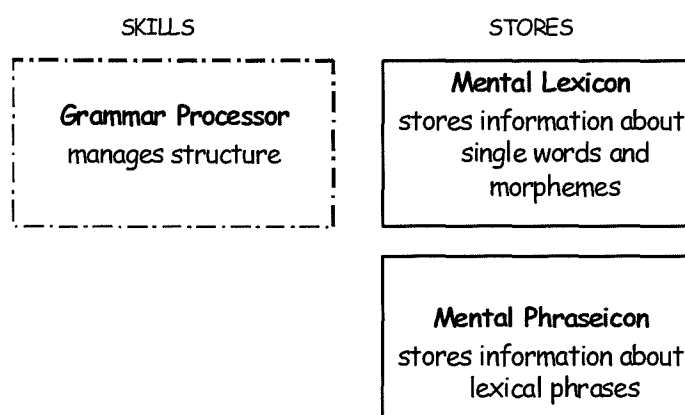 SKILLS
STORES
Grammar Processor
manages structure
Mental Lexicon
stores information about
single words and
morphemes
Mental Phraseicon
stores information about
lexical phrases